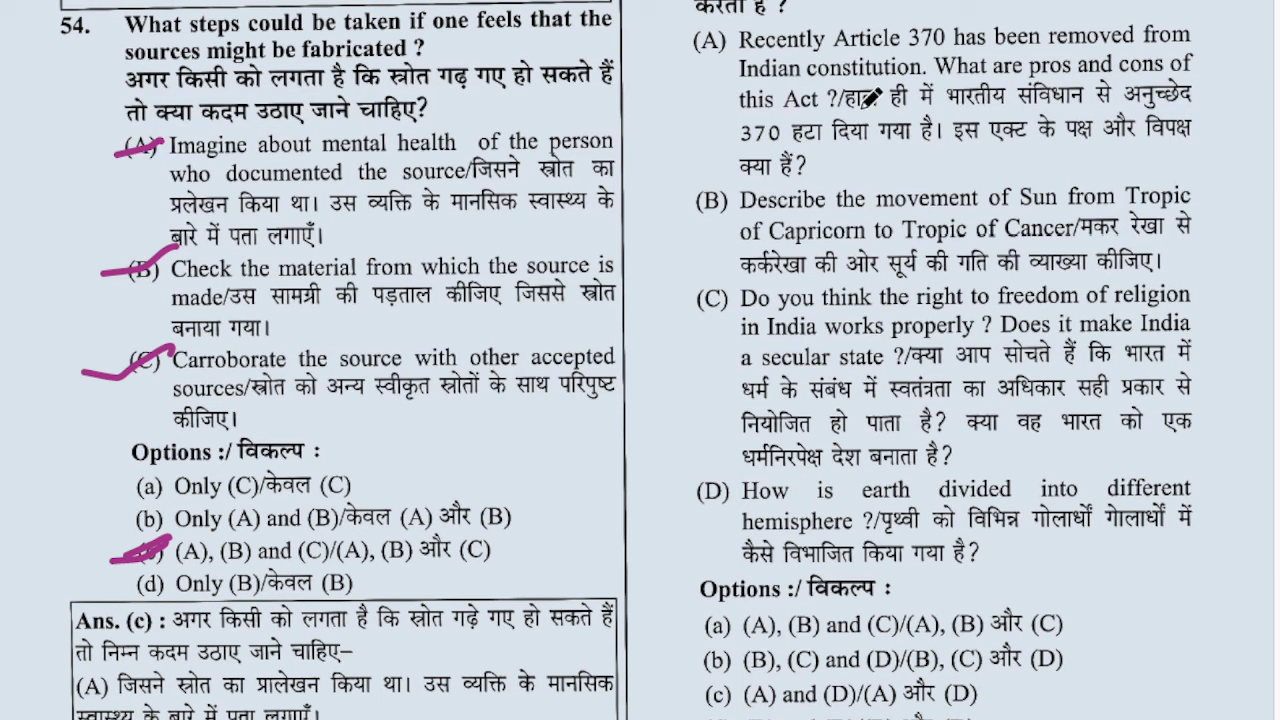 54. What steps could be taken if one feels that the
sources might be fabricated ?
अगर किसी को लगता है कि स्त्रोत गढ़ गए हो सकते हैं
तो क्या कदम उठाए जाने चाहिए?
(A) Imagine about mental health of the person
who documented the source/जिसने स्त्रोत का
प्रलेखन किया था। उस व्यक्ति के मानसिक स्वास्थ्य के
बारे में पता लगाएँ।
(B) Check the material from which the source is
made/उस सामग्री की पड़ताल कीजिए जिससे स्त्रोत
बनाया गया।
(C) Carroborate the source with other accepted
sources/स्त्रोत को अन्य स्वीकृत स्त्रोतों के साथ परिपुष्ट
कीजिए।
Options :/ विकल्प :
(a) Only (C)/केवल (C)
(b) Only (A) and (B)/केवल (A) और (B)
(A), (B) and (C)/(A), (B) और (C)
(d) Only (B)/केवल (B)
Ans. (c) : अगर किसी को लगता है कि स्त्रोत गढ़े गए हो सकते हैं
तो निम्न कदम उठाए जाने चाहिए–
(A) जिसने स्त्रोत का प्रालेखन किया था। उस व्यक्ति के मानसिक
स्वास्थ्य के बारे में पता लगाएँ।
करता है ?
(A) Recently Article 370 has been removed from
Indian constitution. What are pros and cons of
this Act ?/ ही में भारतीय संविधान से अनुच्छेद
370 हटा दिया गया है। इस एक्ट के पक्ष और विपक्ष
क्या हैं?
(B) Describe the movement of Sun from Tropic
of Capricorn to Tropic of Cancer/मकर रेखा से
कर्करेखा की ओर सूर्य की गति की व्याख्या कीजिए।
(C) Do you think the right to freedom of religion
in India works properly ? Does it make India
a secular state ?/क्या आप सोचते हैं कि भारत में
धर्म के संबंध में स्वतंत्रता का अधिकार सही प्रकार से
नियोजित हो पाता है? क्या वह भारत को एक
धर्मनिरपेक्ष देश बनाता है?
(D) How is earth divided into different
hemisphere ?/पृथ्वी को विभिन्न गोलार्धों गेालार्धों में
कैसे विभाजित किया गया है?
Options :/ विकल्प :
(a) (A), (B) and (C)/(A), (B) और (C)
(b) (B), (C) and (D)/(B), (C) और (D)
(c) (A) and (D)/(A) और (D)